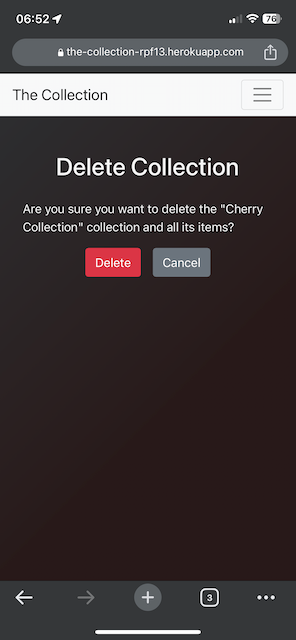 06:52
76
the-collection-rpf13.herokuapp.com
The Collection
Delete Collection
Are you sure you want to delete the "Cherry
Collection" collection and all its items?
Delete Cancel
3